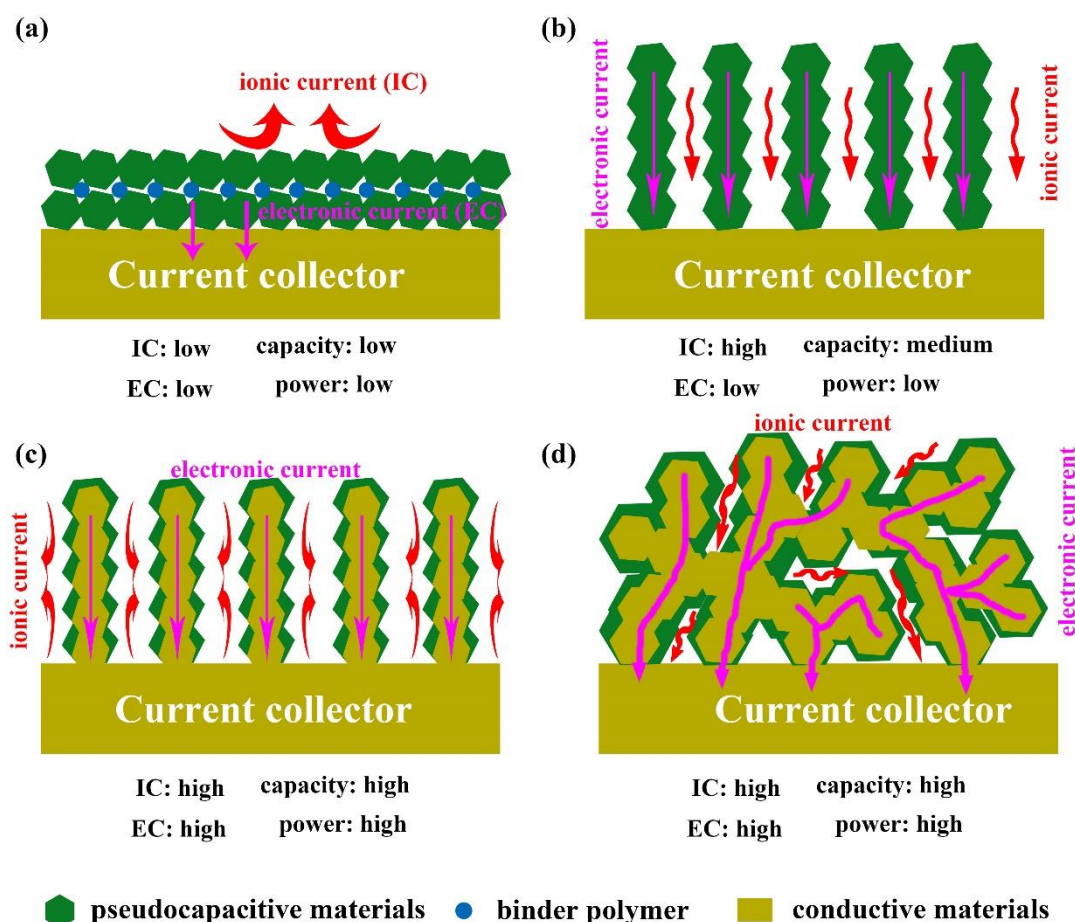 (a)
ionic current (IC)
electronic current (EC)
Current collector
IC: low capacity: low
EC: low power: low
(b)
electronic current
ionic current
Current collector
IC: high capacity: medium
EC: low power: low
(c)
electronic current
ionic current
Current collector
IC: high capacity: high
EC: high power: high
(d)
ionic current
electronic current
Current collector
IC: high capacity: high
EC: high power: high
pseudocapacitive materials binder polymer conductive materials